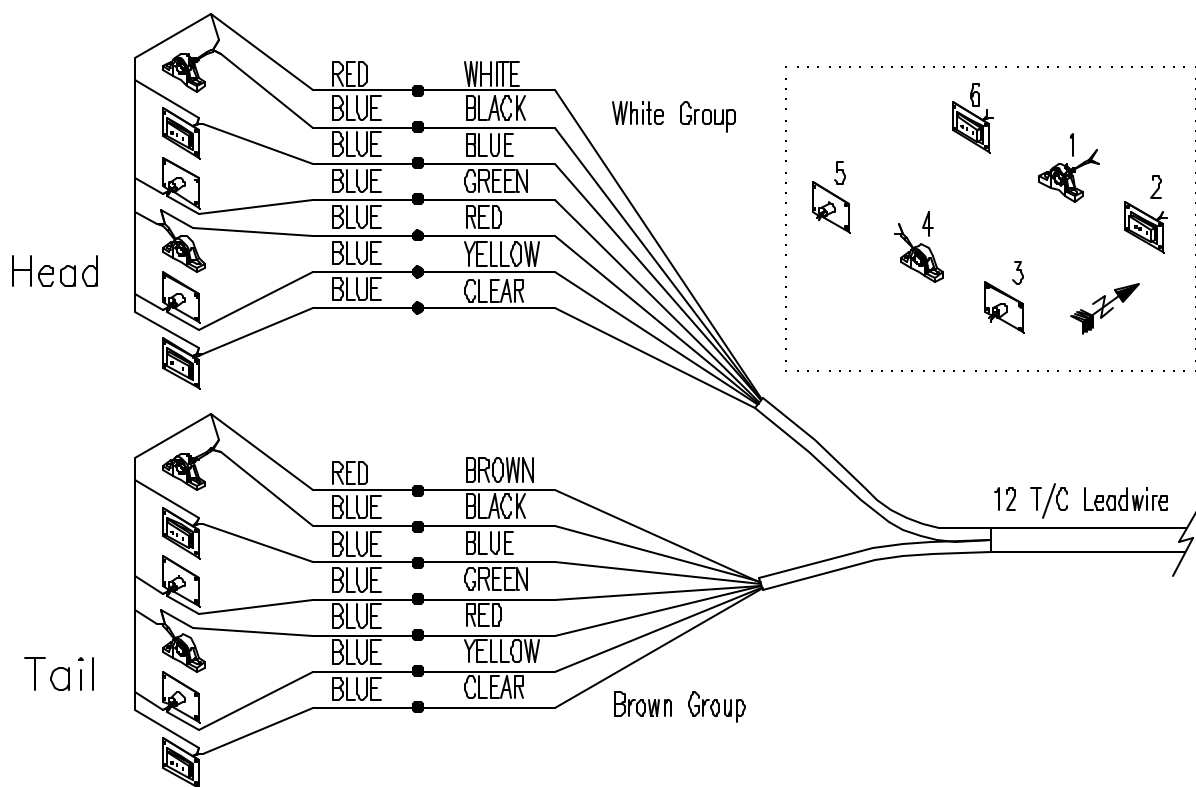 RED WHITE
BLUE BLACK
BLUE BLUE
BLUE GREEN
BLUE RED
BLUE YELLOW
BLUE CLEAR
Head
White Group
6
1
5
2
4
3
Z
12 T/C Leadwire
RED BROWN
BLUE BLACK
BLUE BLUE
BLUE GREEN
BLUE RED
BLUE YELLOW
BLUE CLEAR
Tail
Brown Group